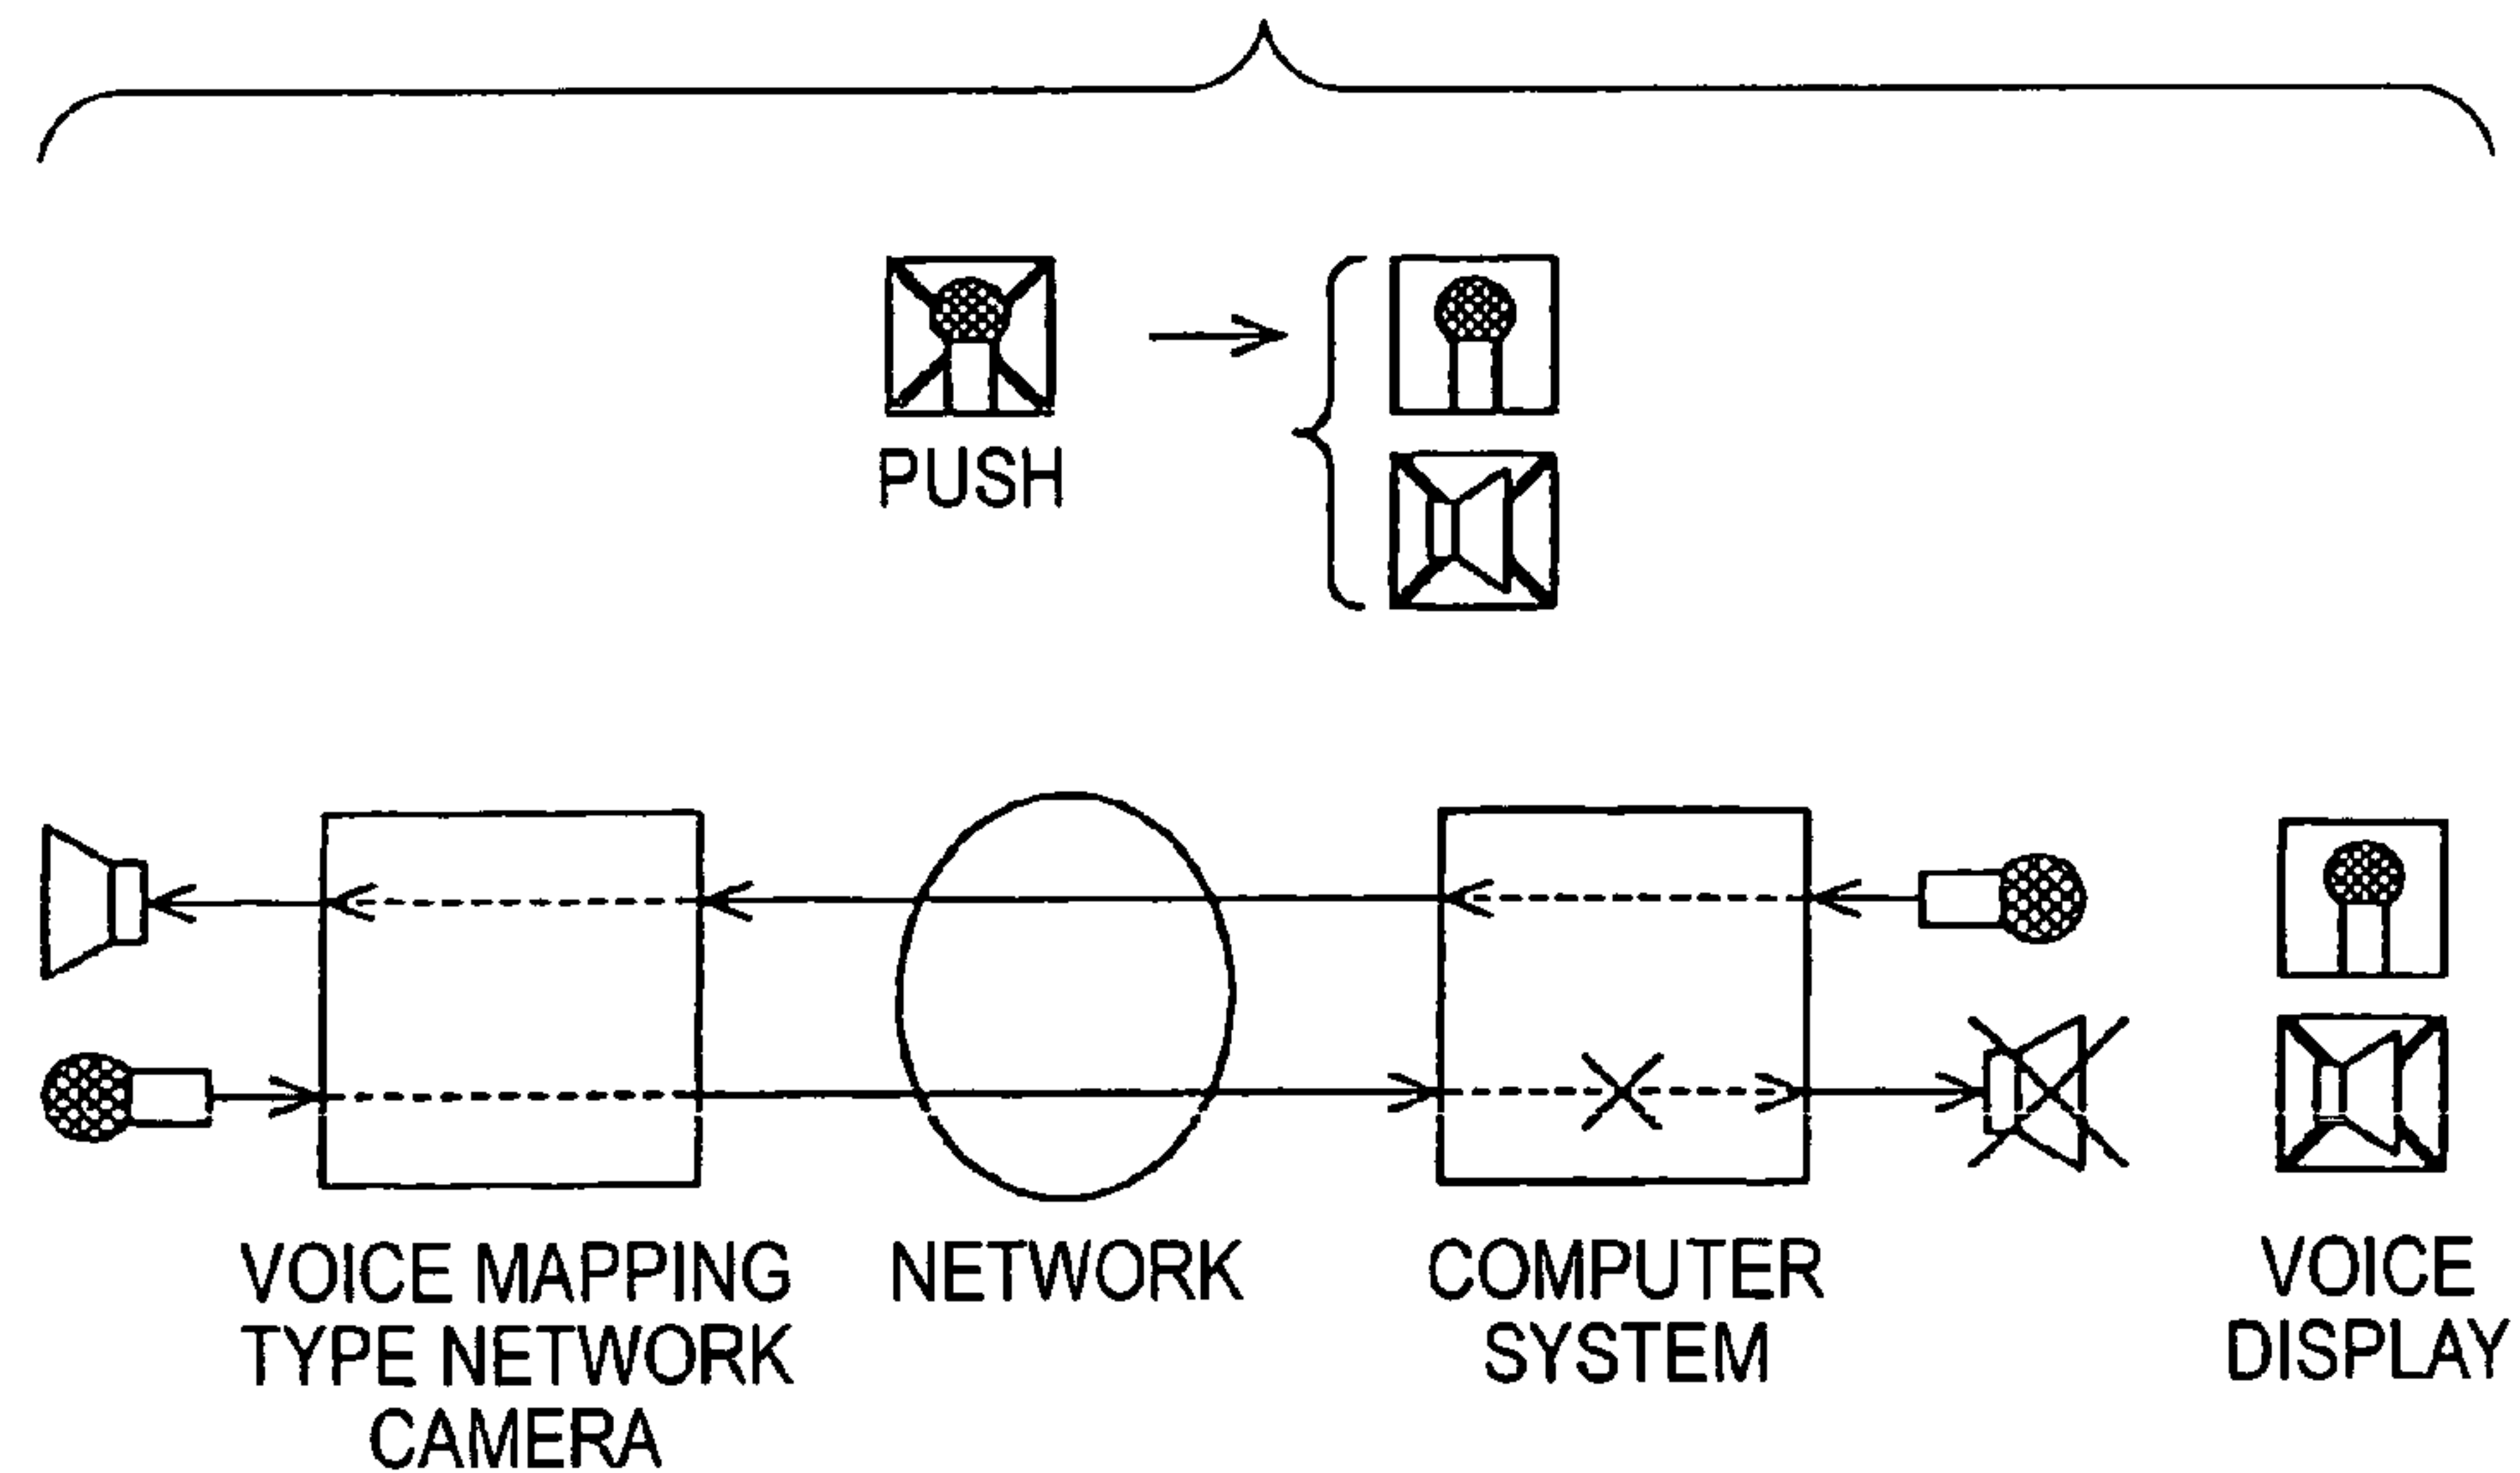 PUSH
VOICE MAPPING
TYPE NETWORK
CAMERA
NETWORK
COMPUTER
SYSTEM
VOICE
DISPLAY